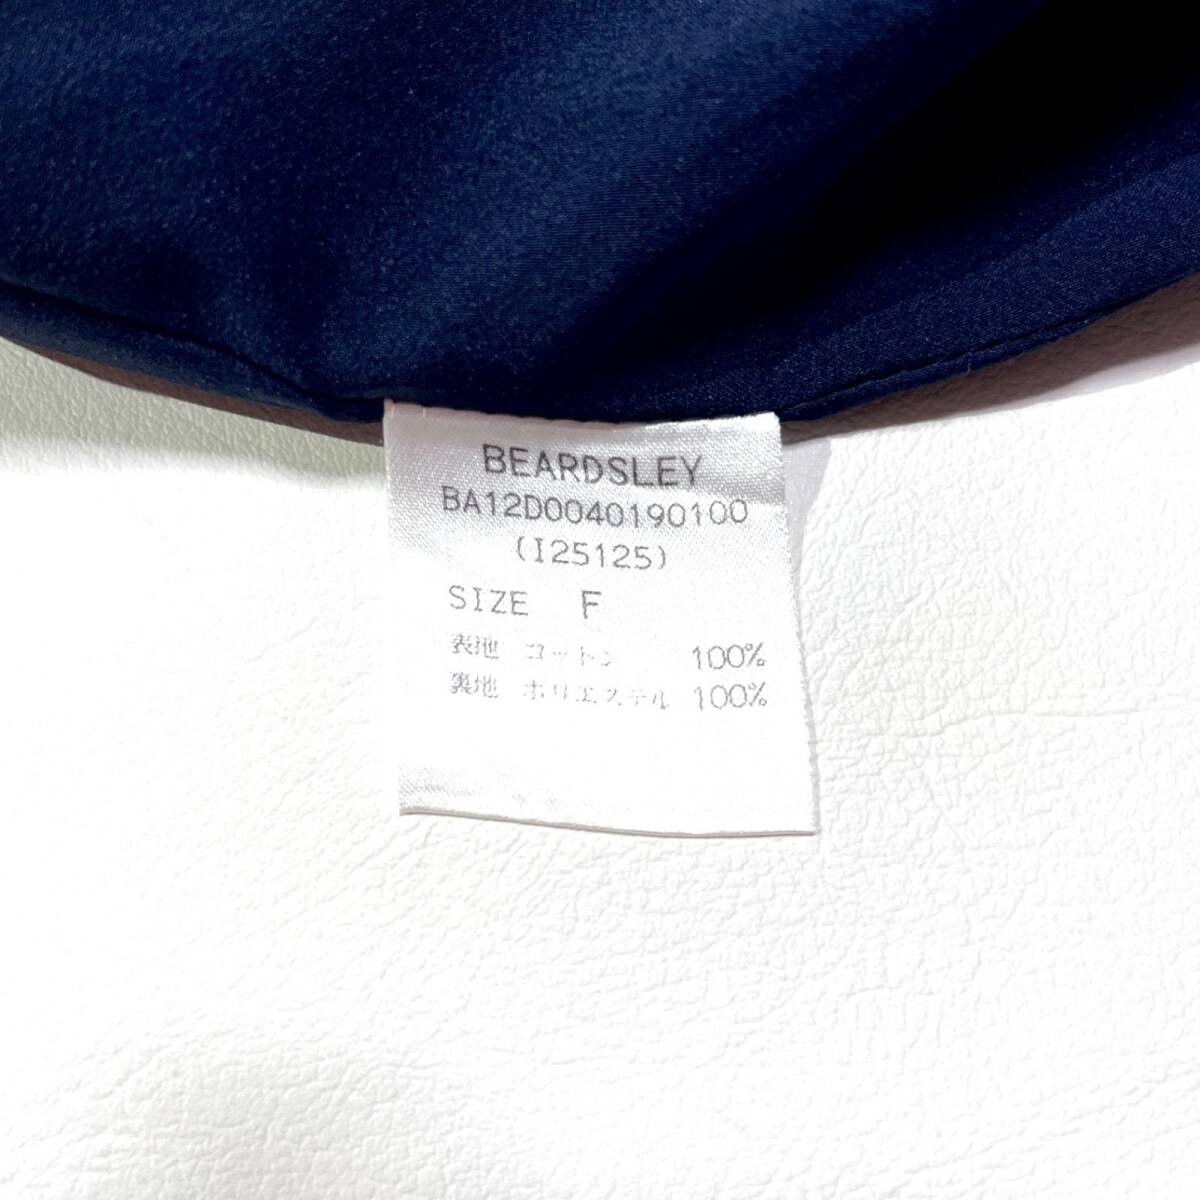 BEARDSLEY
BA12D0040190100
(I25125)
SIZE F
表地 コットン 100%
裏地 ポリエステル 100%